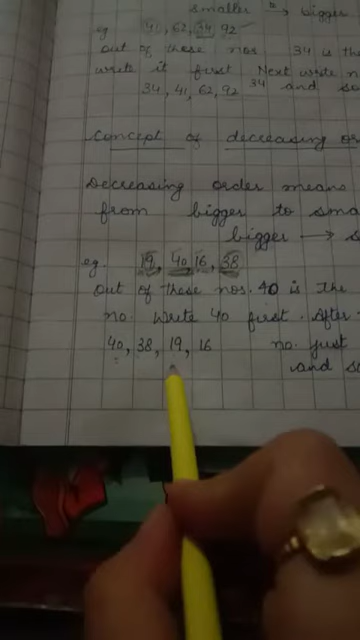 smaller → bigger
eg 40, 62, 34, 92
out of these nos. 34 is the
write it first. Next write n
34, 41, 62, 92 34 and so
Concept of decreasing or
Decreasing order means
from bigger to sma
bigger → s
eg. 19, 40, 16, 38
out of these nos. 40 is the
no. Write 40 first. After
40, 38, 19, 16 no. just
and so